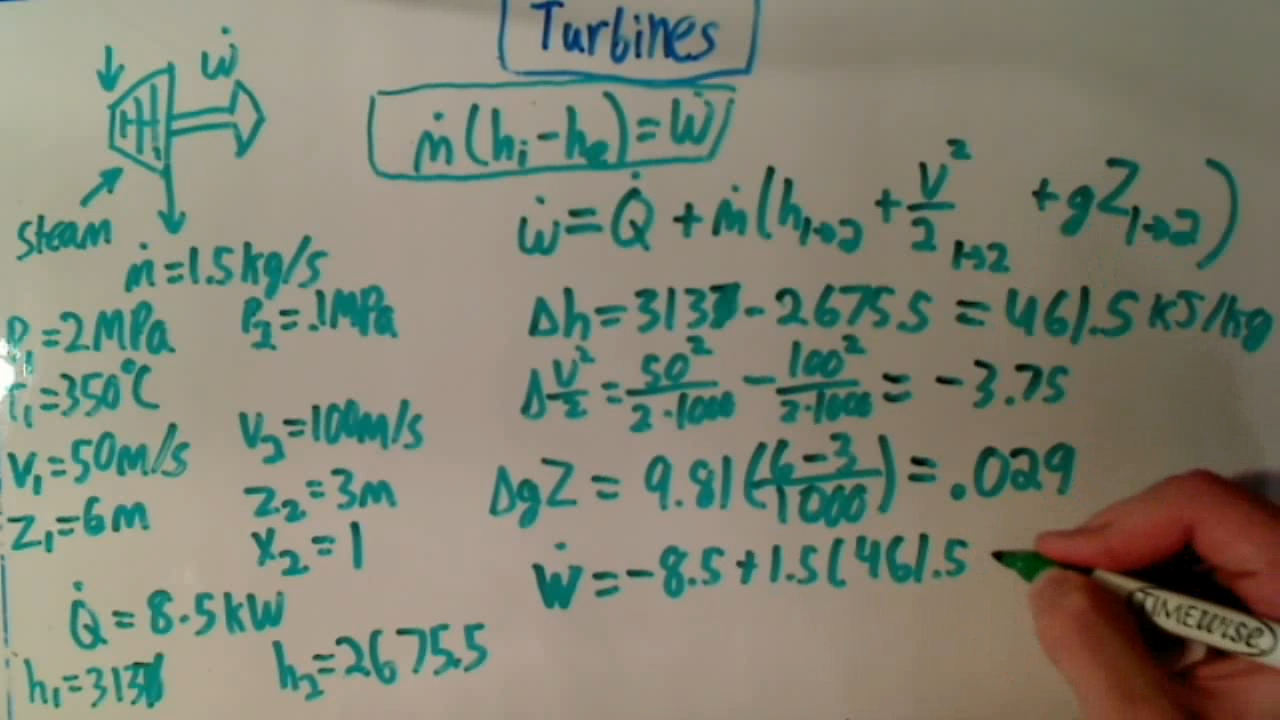 Turbines
Ẇ
ṁ(hᵢ-hₑ)=Ẇ
steam
ẇ=Q̇+ṁ(h₁→₂+V²/2 ₁→₂+gZ₁→₂)
ṁ=1.5kg/s
P₁=2MPa
P₂=.1MPa
T₁=350°C
V₁=50m/s
V₂=100m/s
Z₁=6m
Z₂=3m
X₂=1
Q̇=8.5kW
h₁=3137
h₂=2675.5
Δh=3137-2675.5=461.5KJ/kg
ΔV²/2=50²/2·1000-100²/2·1000=-3.75
ΔgZ=9.81(6-3/1000)=.029
Ẇ=-8.5+1.5(461.5
TIMEWISE